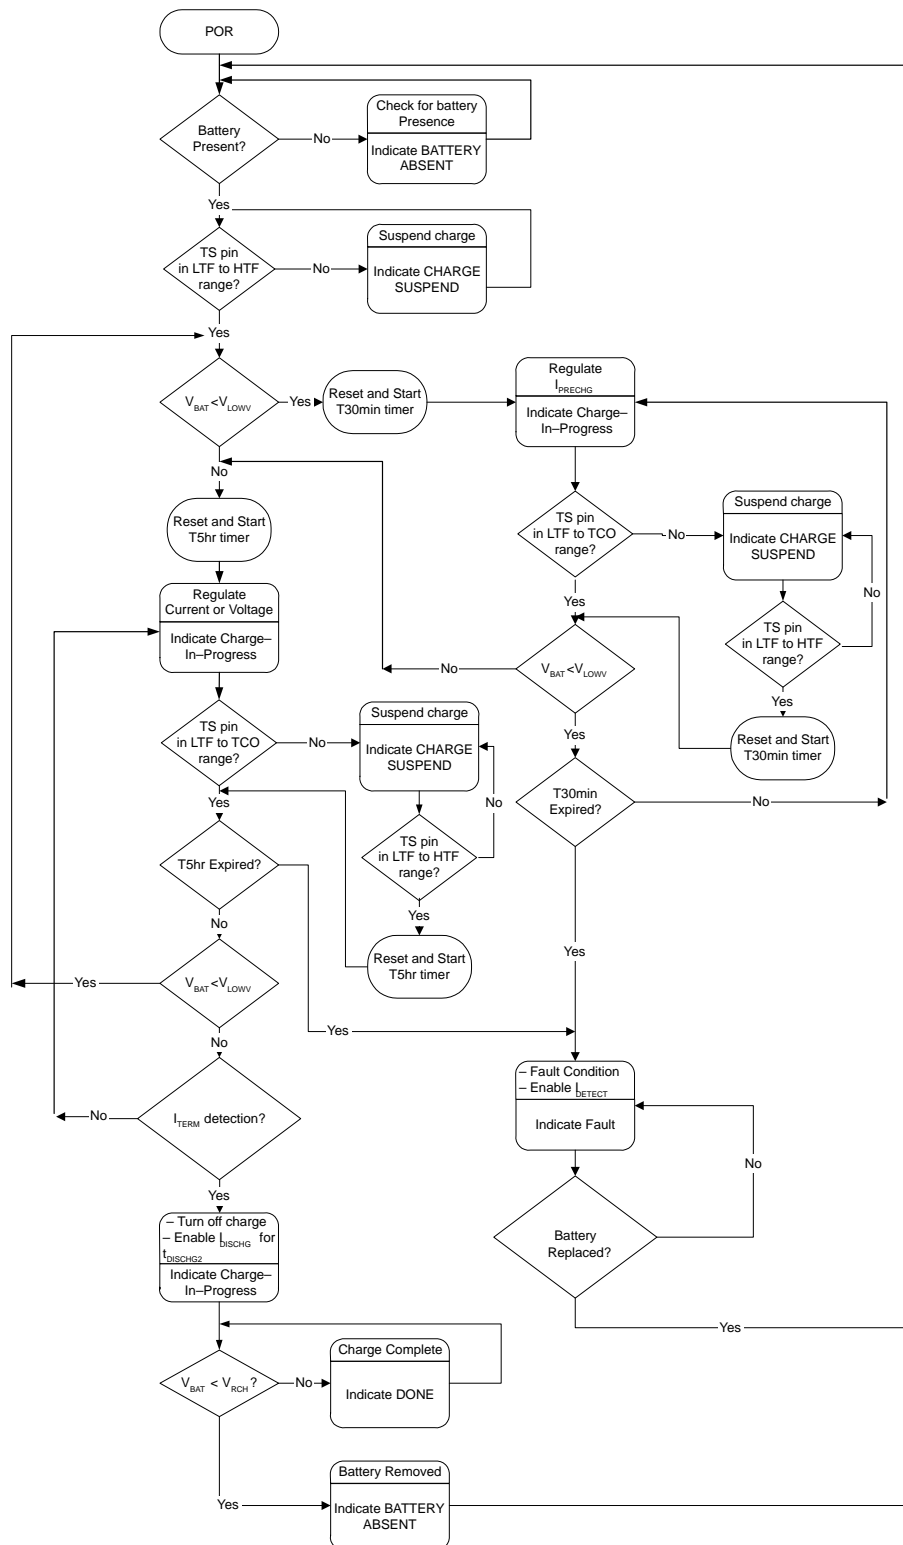 POR
Check for battery
Presence
Battery
Present?
No
Indicate BATTERY
ABSENT
Yes
Suspend charge
TS pin
in LTF to HTF
range?
No
Indicate CHARGE
SUSPEND
Yes
Regulate
IPRECHG
VBAT <VLOWV
Yes
Reset and Start
T30min timer
Indicate Charge–
In–Progress
No
Suspend charge
Reset and Start
T5hr timer
TS pin
in LTF to TCO
range?
No
Indicate CHARGE
SUSPEND
Regulate
Current or Voltage
Yes
No
Indicate Charge–
In–Progress
TS pin
in LTF to HTF
range?
No
VBAT <VLOWV
Yes
Suspend charge
TS pin
in LTF to TCO
range?
No
Indicate CHARGE
SUSPEND
Yes
Reset and Start
T30min timer
Yes
No
T30min
Expired?
No
TS pin
in LTF to HTF
range?
T5hr Expired?
Yes
No
Reset and Start
T5hr timer
Yes
Yes
VBAT <VLOWV
Yes
No
– Fault Condition
– Enable IDETECT
No
ITERM detection?
Indicate Fault
No
Yes
– Turn off charge
– Enable IDISCHG for
tDISCHG2
Battery
Replaced?
Indicate Charge–
In–Progress
Yes
Charge Complete
VBAT < VRCH ?
No
Indicate DONE
Battery Removed
Yes
Indicate BATTERY
ABSENT